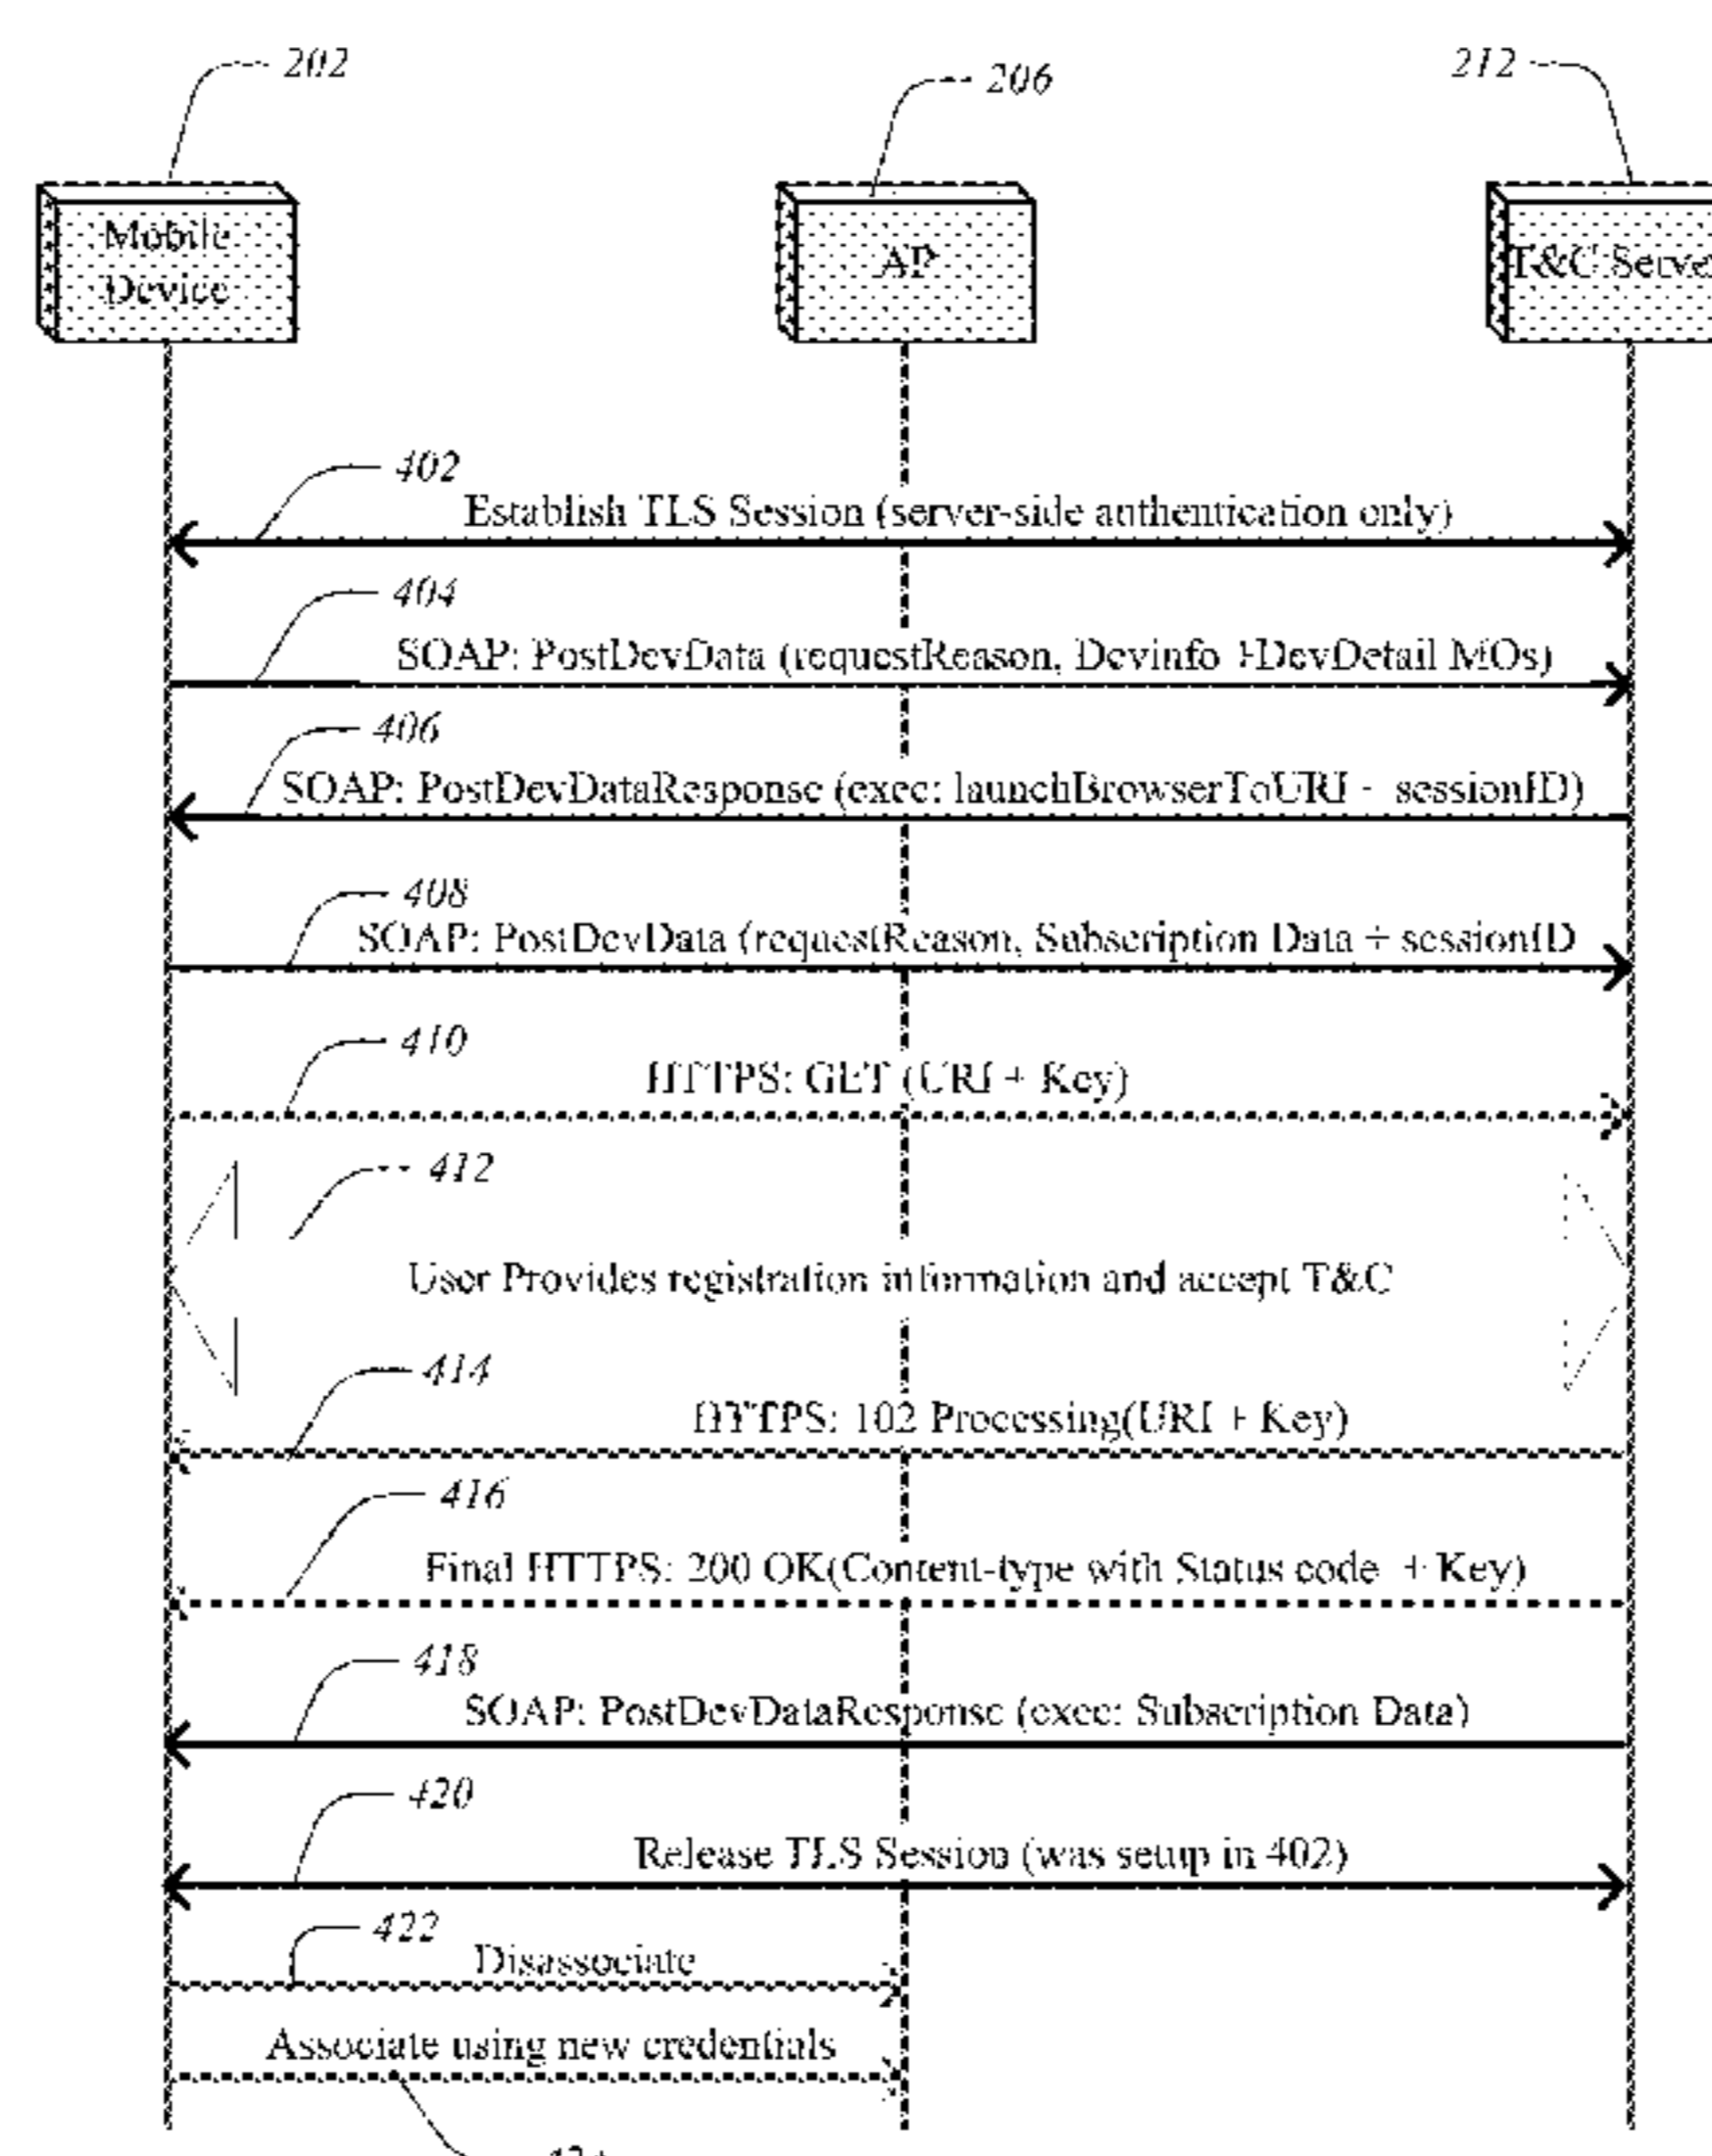 202
206
212
Mobile
Device
AP
T&C Serve
402
Establish TLS Session (server-side authentication only)
404
SOAP: PostDevData (requestReason, Devinfo +DevDetail MOs)
406
SOAP: PostDevDataResponse (exec: launchBrowserToURI - sessionID)
408
SOAP: PostDevData (requestReason, Subscription Data + sessionID
410
HTTPS: GET (URI + Key)
412
User Provides registration information and accept T&C
414
HTTPS: 102 Processing(URI + Key)
416
Final HTTPS: 200 OK(Content-type with Status code + Key)
418
SOAP: PostDevDataResponse (exec: Subscription Data)
420
Release TLS Session (was setup in 402)
422
Disassociate
Associate using new credentials